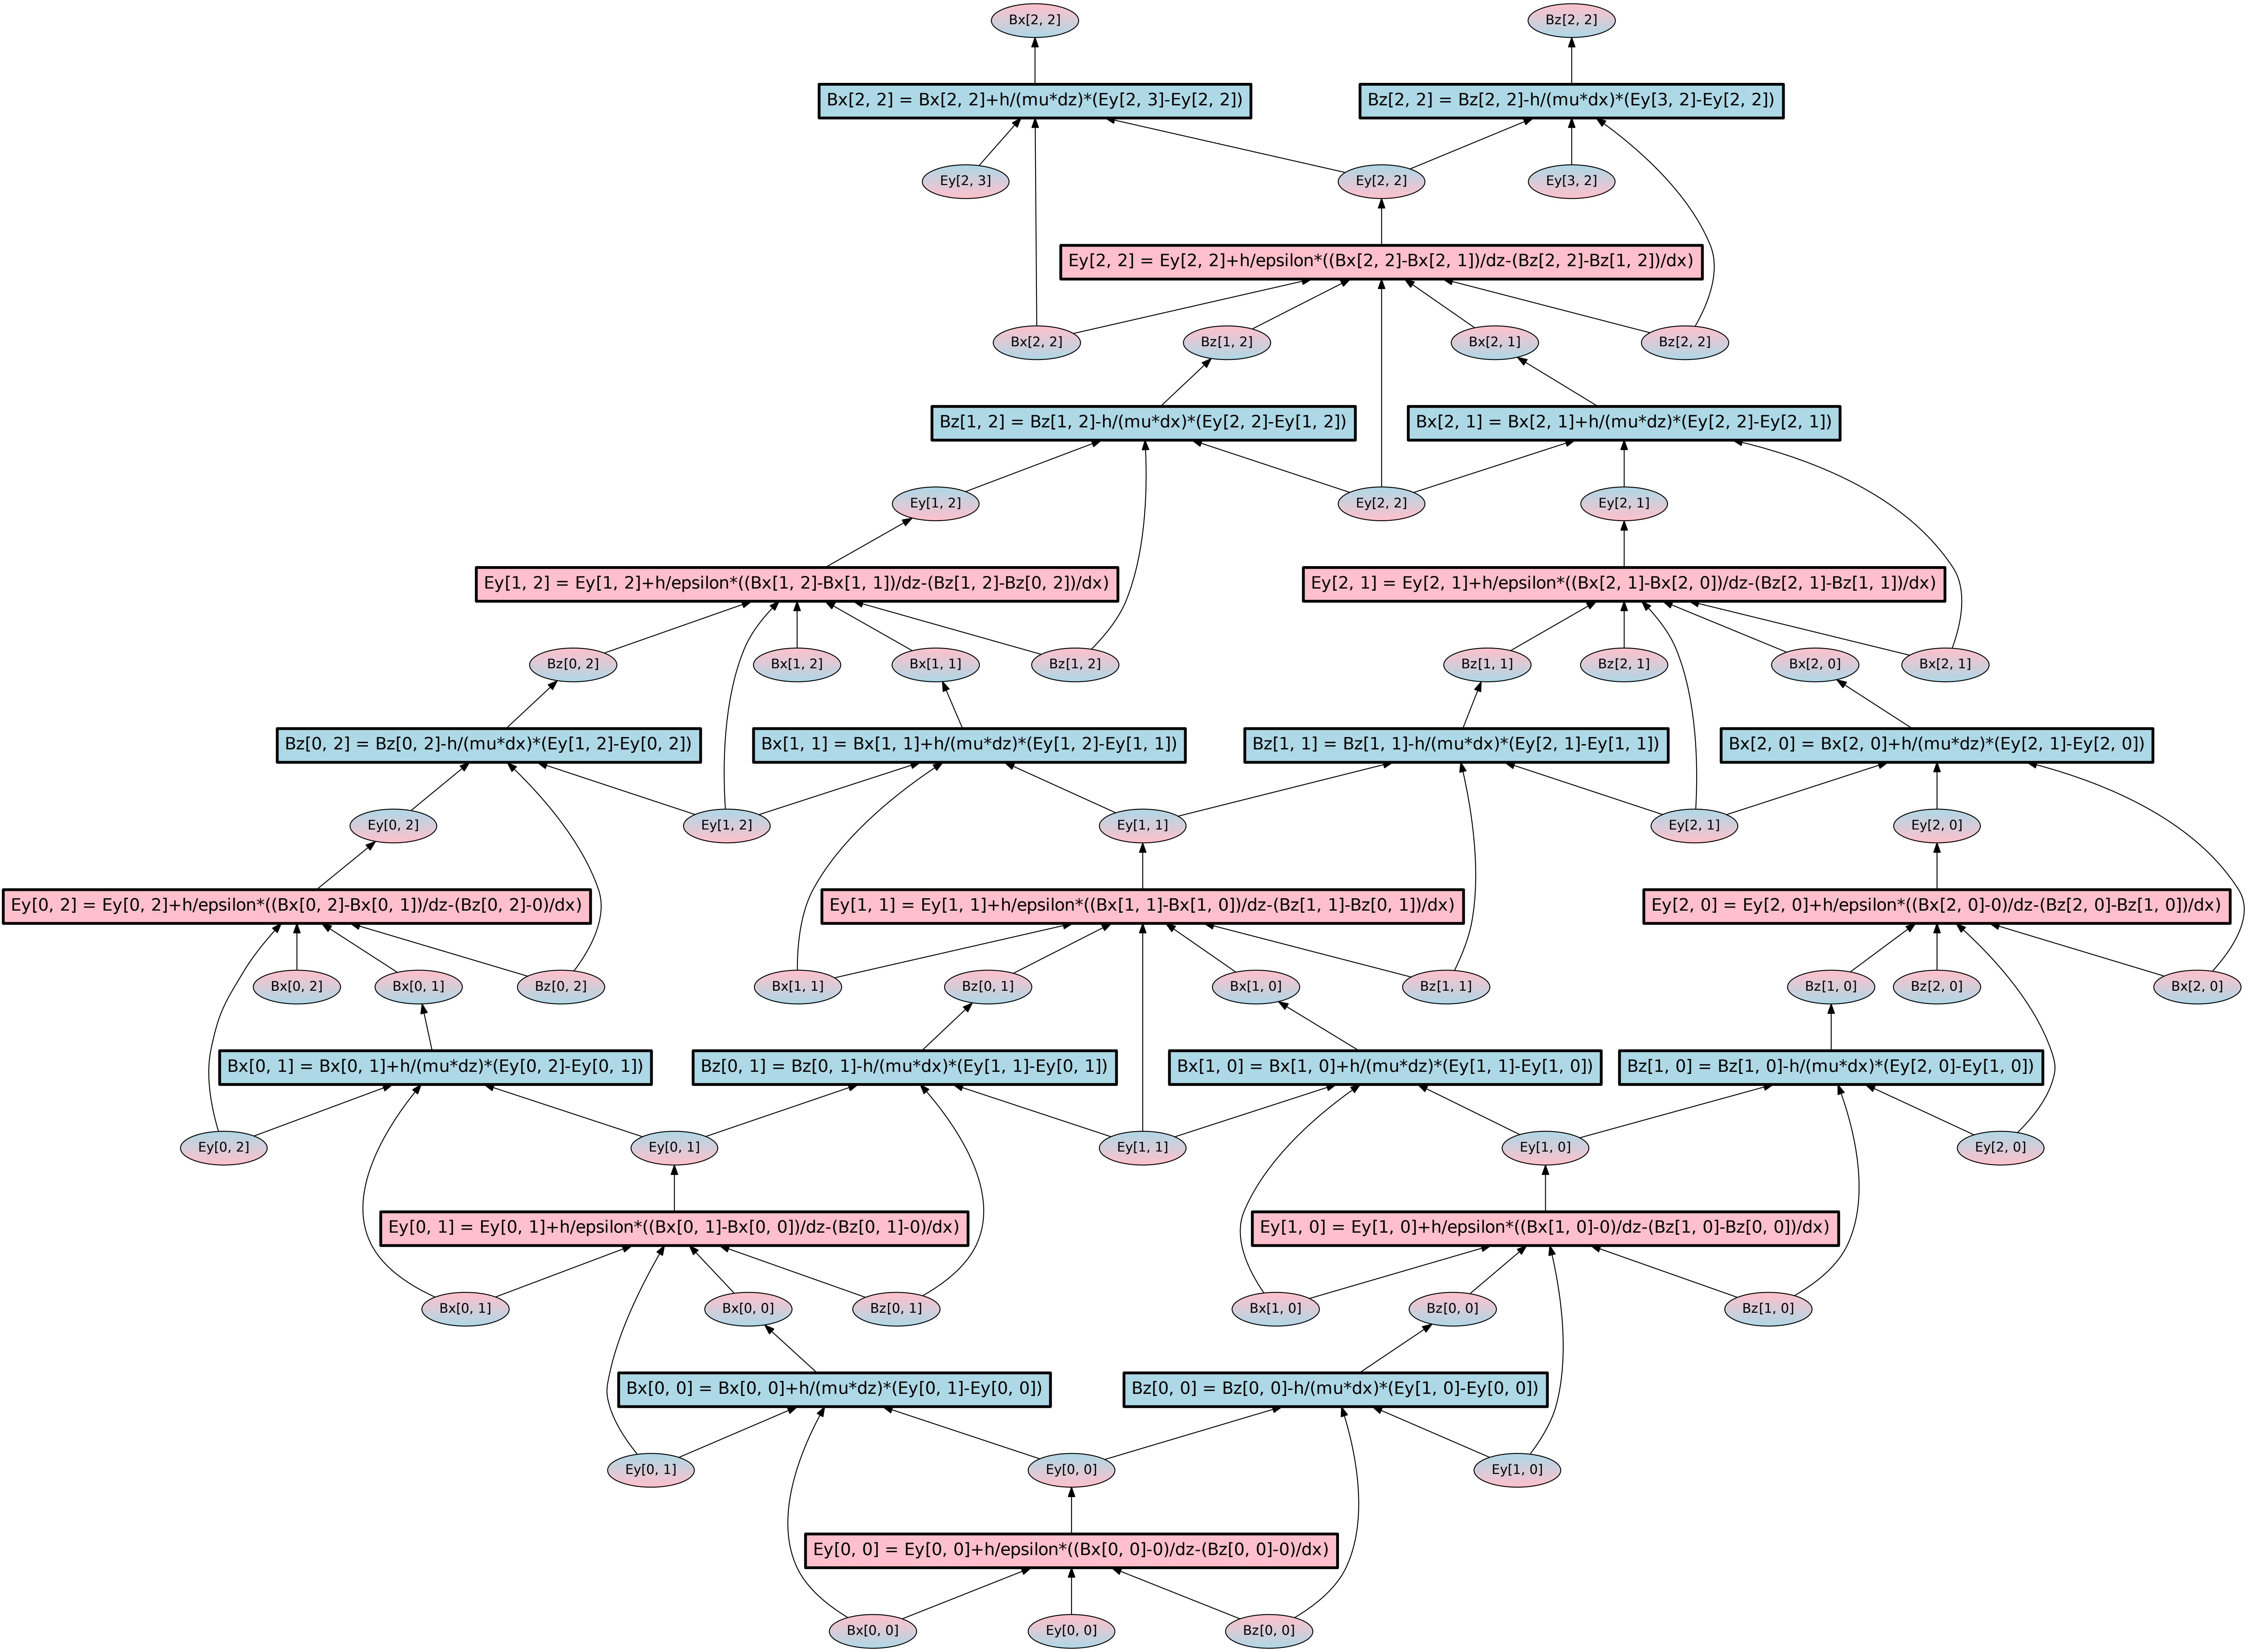 Bx[2, 2]
Bz[2, 2]
Bx[2, 2] = Bx[2, 2]+h/(mu*dz)*(Ey[2, 3]-Ey[2, 2])
Bz[2, 2] = Bz[2, 2]-h/(mu*dx)*(Ey[3, 2]-Ey[2, 2])
Ey[2, 3]
Ey[2, 2]
Ey[3, 2]
Ey[2, 2] = Ey[2, 2]+h/epsilon*((Bx[2, 2]-Bx[2, 1])/dz-(Bz[2, 2]-Bz[1, 2])/dx)
Bx[2, 2]
Bz[1, 2]
Bx[2, 1]
Bz[2, 2]
Bz[1, 2] = Bz[1, 2]-h/(mu*dx)*(Ey[2, 2]-Ey[1, 2])
Bx[2, 1] = Bx[2, 1]+h/(mu*dz)*(Ey[2, 2]-Ey[2, 1])
Ey[1, 2]
Ey[2, 2]
Ey[2, 1]
Ey[1, 2] = Ey[1, 2]+h/epsilon*((Bx[1, 2]-Bx[1, 1])/dz-(Bz[1, 2]-Bz[0, 2])/dx)
Ey[2, 1] = Ey[2, 1]+h/epsilon*((Bx[2, 1]-Bx[2, 0])/dz-(Bz[2, 1]-Bz[1, 1])/dx)
Bz[0, 2]
Bx[1, 2]
Bx[1, 1]
Bz[1, 2]
Bz[1, 1]
Bz[2, 1]
Bx[2, 0]
Bx[2, 1]
Bz[0, 2] = Bz[0, 2]-h/(mu*dx)*(Ey[1, 2]-Ey[0, 2])
Bx[1, 1] = Bx[1, 1]+h/(mu*dz)*(Ey[1, 2]-Ey[1, 1])
Bz[1, 1] = Bz[1, 1]-h/(mu*dx)*(Ey[2, 1]-Ey[1, 1])
Bx[2, 0] = Bx[2, 0]+h/(mu*dz)*(Ey[2, 1]-Ey[2, 0])
Ey[0, 2]
Ey[1, 2]
Ey[1, 1]
Ey[2, 1]
Ey[2, 0]
Ey[0, 2] = Ey[0, 2]+h/epsilon*((Bx[0, 2]-Bx[0, 1])/dz-(Bz[0, 2]-0)/dx)
Ey[1, 1] = Ey[1, 1]+h/epsilon*((Bx[1, 1]-Bx[1, 0])/dz-(Bz[1, 1]-Bz[0, 1])/dx)
Ey[2, 0] = Ey[2, 0]+h/epsilon*((Bx[2, 0]-0)/dz-(Bz[2, 0]-Bz[1, 0])/dx)
Bx[0, 2]
Bx[0, 1]
Bz[0, 2]
Bx[1, 1]
Bz[0, 1]
Bx[1, 0]
Bz[1, 1]
Bz[1, 0]
Bz[2, 0]
Bx[2, 0]
Bx[0, 1] = Bx[0, 1]+h/(mu*dz)*(Ey[0, 2]-Ey[0, 1])
Bz[0, 1] = Bz[0, 1]-h/(mu*dx)*(Ey[1, 1]-Ey[0, 1])
Bx[1, 0] = Bx[1, 0]+h/(mu*dz)*(Ey[1, 1]-Ey[1, 0])
Bz[1, 0] = Bz[1, 0]-h/(mu*dx)*(Ey[2, 0]-Ey[1, 0])
Ey[0, 2]
Ey[0, 1]
Ey[1, 1]
Ey[1, 0]
Ey[2, 0]
Ey[0, 1] = Ey[0, 1]+h/epsilon*((Bx[0, 1]-Bx[0, 0])/dz-(Bz[0, 1]-0)/dx)
Ey[1, 0] = Ey[1, 0]+h/epsilon*((Bx[1, 0]-0)/dz-(Bz[1, 0]-Bz[0, 0])/dx)
Bx[0, 1]
Bx[0, 0]
Bz[0, 1]
Bx[1, 0]
Bz[0, 0]
Bz[1, 0]
Bx[0, 0] = Bx[0, 0]+h/(mu*dz)*(Ey[0, 1]-Ey[0, 0])
Bz[0, 0] = Bz[0, 0]-h/(mu*dx)*(Ey[1, 0]-Ey[0, 0])
Ey[0, 1]
Ey[0, 0]
Ey[1, 0]
Ey[0, 0] = Ey[0, 0]+h/epsilon*((Bx[0, 0]-0)/dz-(Bz[0, 0]-0)/dx)
Bx[0, 0]
Ey[0, 0]
Bz[0, 0]